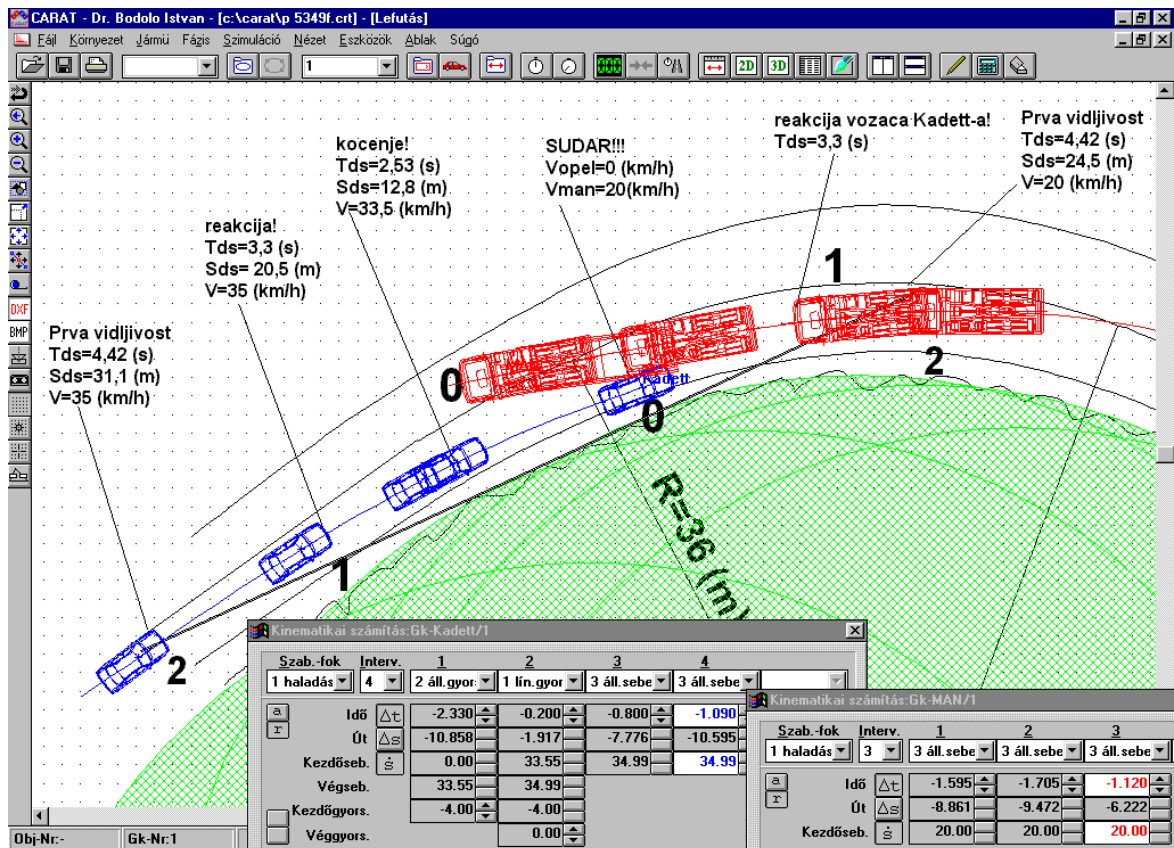 CARAT - Dr. Bodolo Istvan - [c:\carat\p 5349f.crt] - [Lefutás]
Fájl Környezet Jármü Fázis Szimuláció Nézet Eszközök Ablak Súgó
1
2D 3D
DXF
BMP
kocenje!
Tds=2,53 (s)
Sds=12,8 (m)
V=33,5 (km/h)
SUDAR!!!
Vopel=0 (km/h)
Vman=20(km/h)
reakcija vozaca Kadett-a!
Tds=3,3 (s)
Prva vidljivost
Tds=4,42 (s)
Sds=24,5 (m)
V=20 (km/h)
reakcija!
Tds=3,3 (s)
Sds= 20,5 (m)
V=35 (km/h)
Prva vidljivost
Tds=4,42 (s)
Sds=31,1 (m)
V=35 (km/h)
1
2
0
Kadett
0
1
2
R=36 (m)
Kinematikai számítás:Gk-Kadett/1
Szab.-fok Interv. 1 2 3 4
1 haladás 4 2 áll.gyor 1 lín.gyor 3 áll.sebe 3 áll.sebe
a
r
Idő Δt -2.330 -0.200 -0.800 -1.090
Út Δs -10.858 -1.917 -7.776 -10.595
Kezdőseb. ṡ 0.00 33.55 34.99 34.99
Végseb. 33.55 34.99
Kezdőgyors. -4.00 -4.00
Véggyors. 0.00
Kinematikai számítás:Gk-MAN/1
Szab.-fok Interv. 1 2 3
1 haladás 3 3 áll.sebe 3 áll.sebe 3 áll.sebe
a
r
Idő Δt -1.595 -1.705 -1.120
Út Δs -8.861 -9.472 -6.222
Kezdőseb. ṡ 20.00 20.00 20.00
Obj-Nr:- Gk-Nr:1